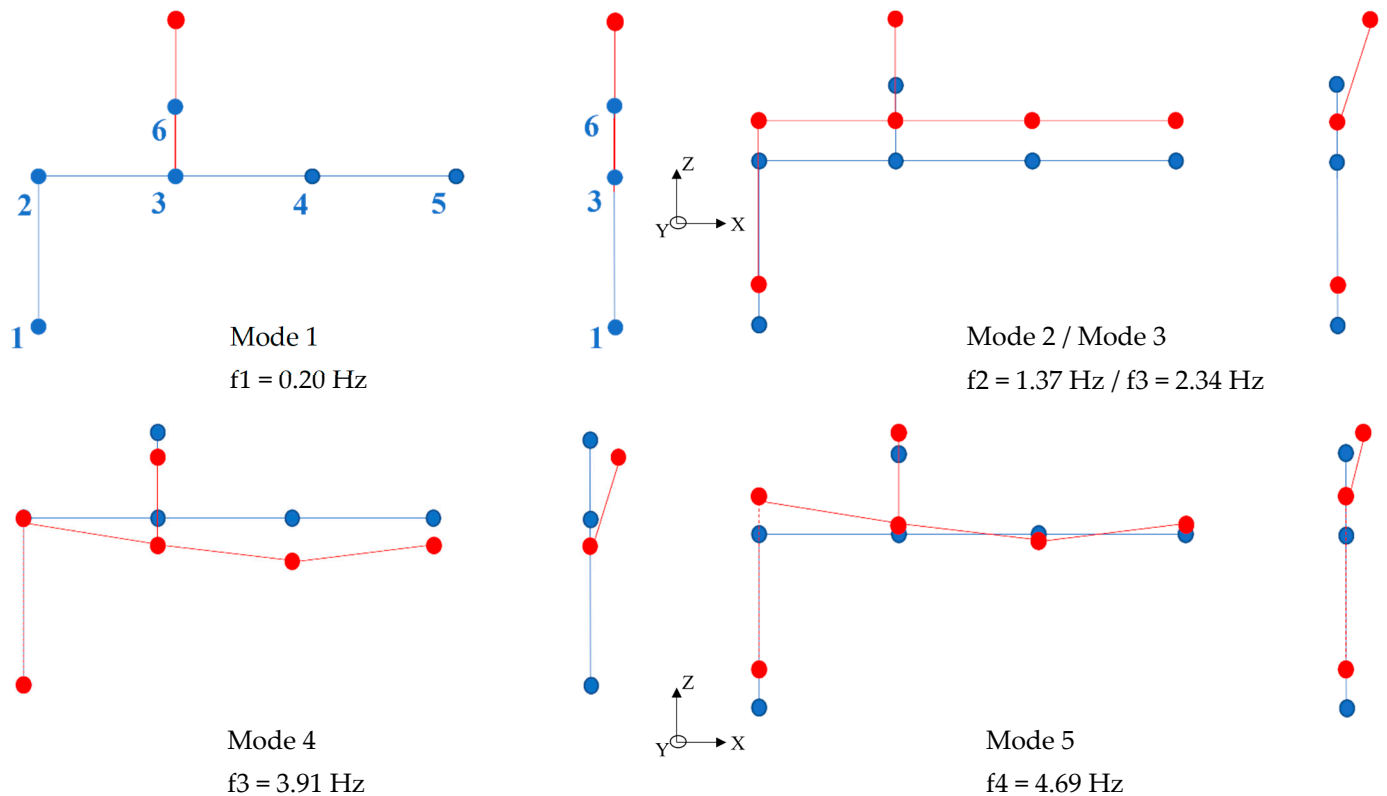 6
2
3
4
5
1
Mode 1
f1 = 0.20 Hz
6
3
1
Z
Y
X
Mode 2 / Mode 3
f2 = 1.37 Hz / f3 = 2.34 Hz
Mode 4
f3 = 3.91 Hz
Z
Y
X
Mode 5
f4 = 4.69 Hz